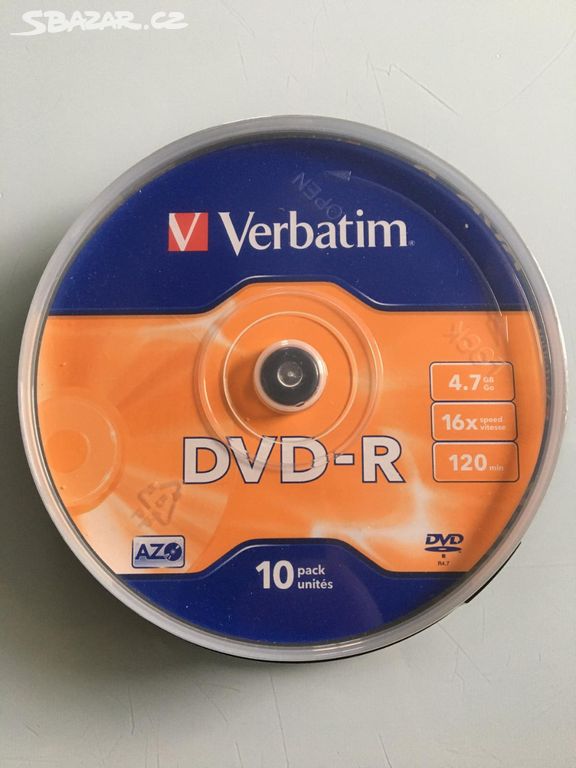 SBAZAR.CZ
OPEN
V Verbatim®
LOCK
4.7 GB Go
16x speed vitesse
120 min
DVD-R
AZO
DVD
R
R4.7
10 pack unités